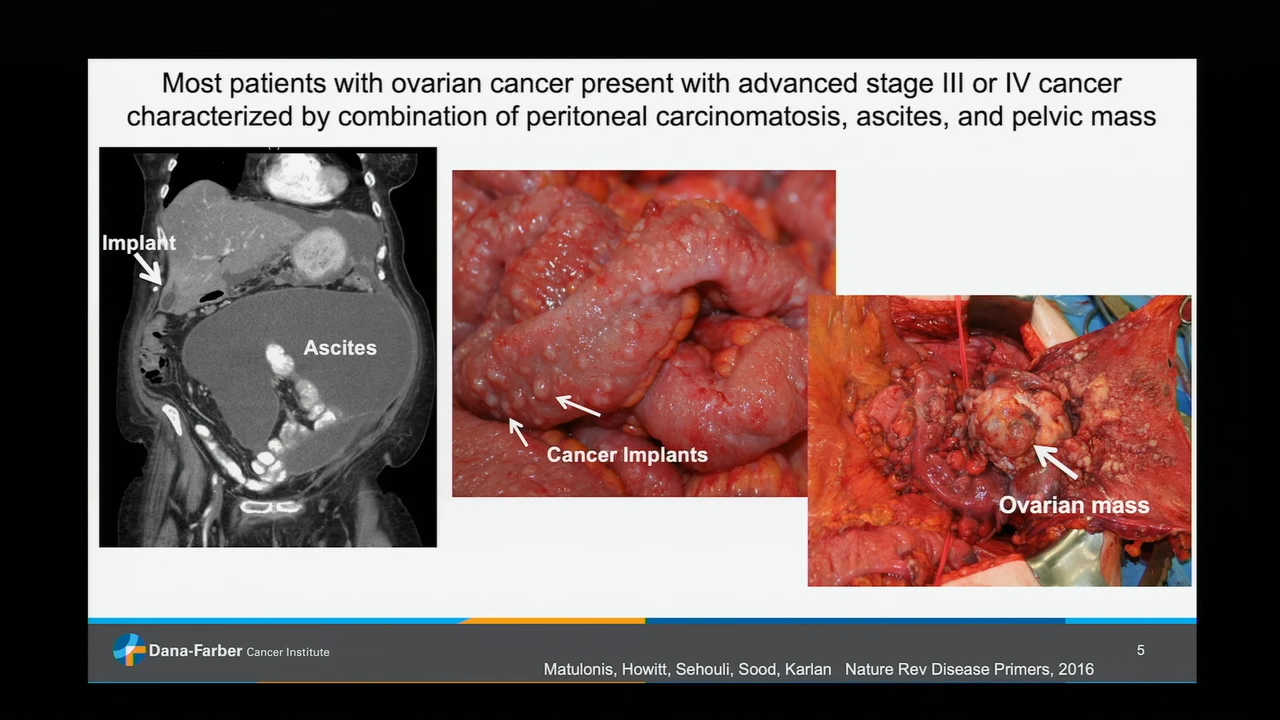 Most patients with ovarian cancer present with advanced stage III or IV cancer
characterized by combination of peritoneal carcinomatosis, ascites, and pelvic mass
Implant
Ascites
Cancer Implants
Ovarian mass
Dana-Farber Cancer Institute
5
Matulonis, Howitt, Sehouli, Sood, Karlan Nature Rev Disease Primers, 2016